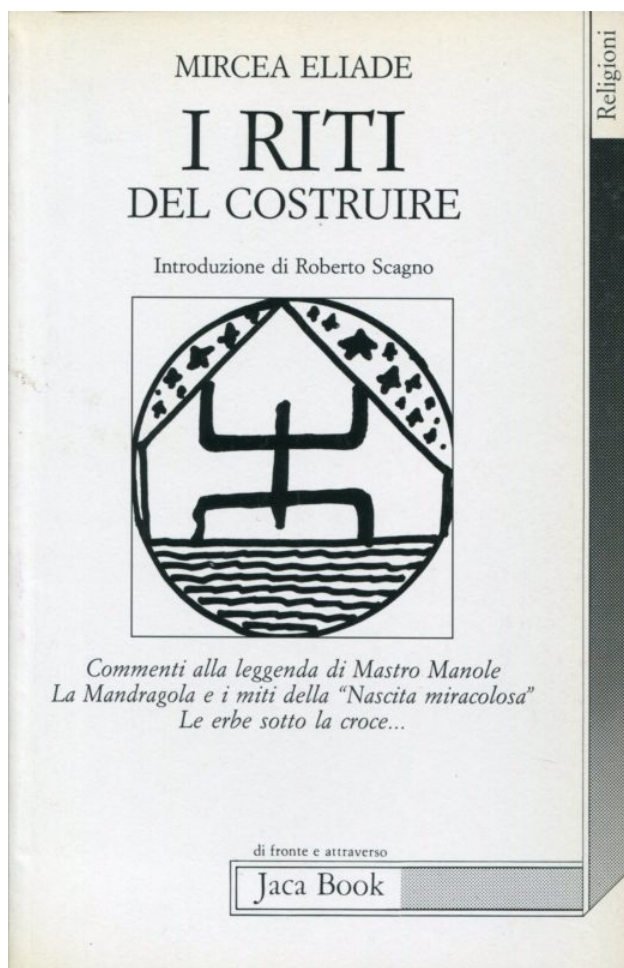 MIRCEA ELIADE
I RITI
DEL COSTRUIRE
Introduzione di Roberto Scagno
Commenti alla leggenda di Mastro Manole
La Mandragola e i miti della “Nascita miracolosa”
Le erbe sotto la croce...
di fronte e attraverso
Jaca Book
Religioni